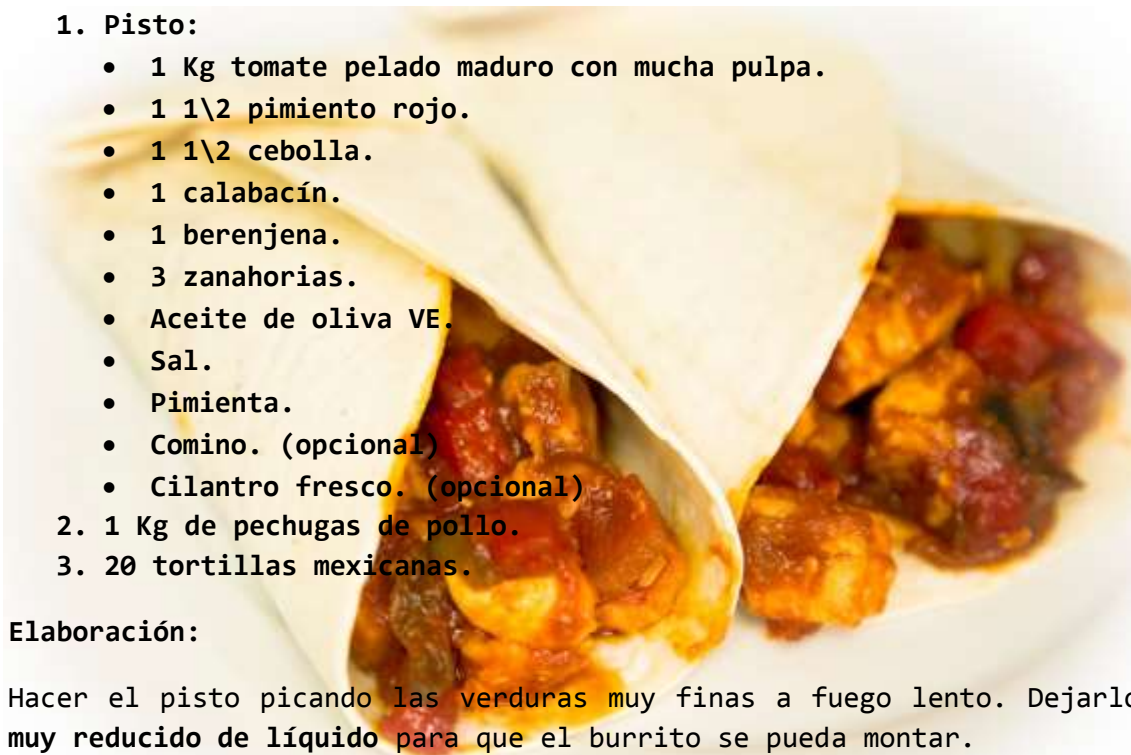 1. Pisto:
• 1 Kg tomate pelado maduro con mucha pulpa.
• 1 1\2 pimiento rojo.
• 1 1\2 cebolla.
• 1 calabacín.
• 1 berenjena.
• 3 zanahorias.
• Aceite de oliva VE.
• Sal.
• Pimienta.
• Comino. (opcional)
• Cilantro fresco. (opcional)
2. 1 Kg de pechugas de pollo.
3. 20 tortillas mexicanas.
Elaboración:
Hacer el pisto picando las verduras muy finas a fuego lento. Dejarlo
muy reducido de líquido para que el burrito se pueda montar.